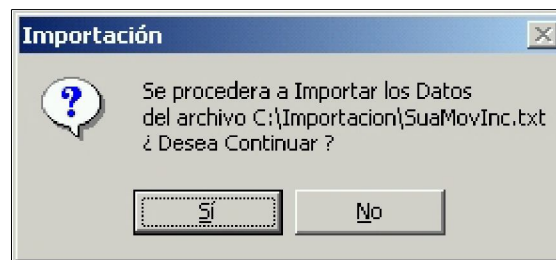 Importación
Se procedera a Importar los Datos
del archivo C:\Importacion\SuaMovInc.txt
¿ Desea Continuar ?
Sí
No